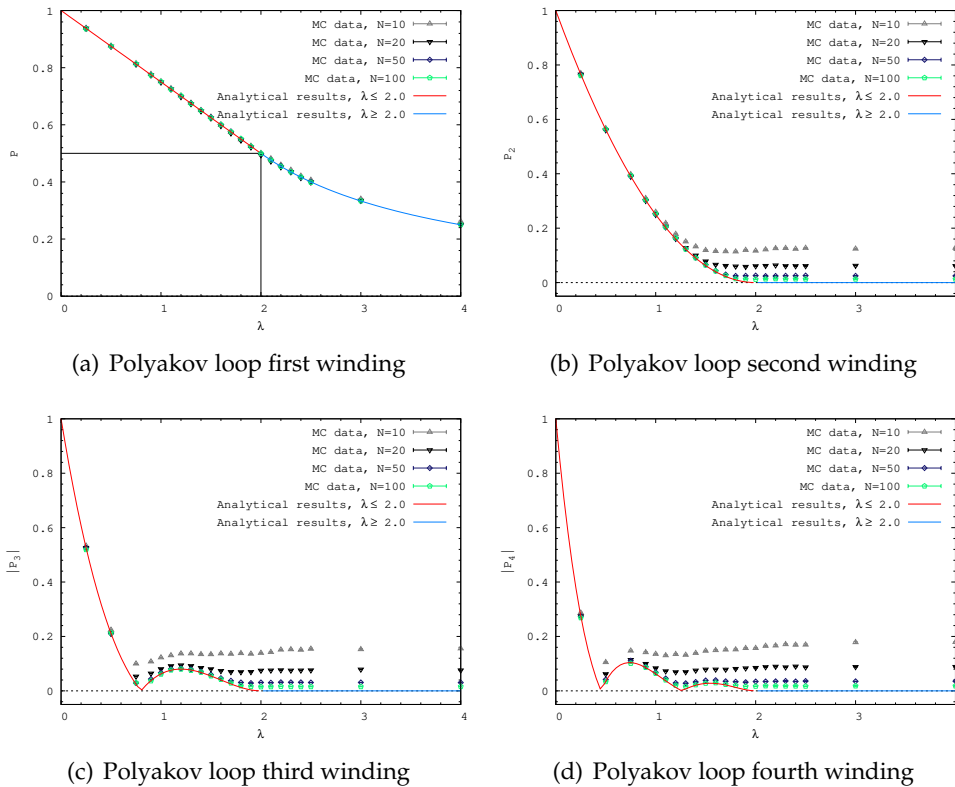 MC data, N=10
MC data, N=20
MC data, N=50
MC data, N=100
Analytical results, λ≤ 2.0
Analytical results, λ≥ 2.0
1
0.8
0.6
0.4
0.2
0
P
0 1 2 3 4
λ
(a) Polyakov loop first winding
MC data, N=10
MC data, N=20
MC data, N=50
MC data, N=100
Analytical results, λ≤ 2.0
Analytical results, λ≥ 2.0
1
0.8
0.6
0.4
0.2
0
P₂
0 1 2 3 4
λ
(b) Polyakov loop second winding
MC data, N=10
MC data, N=20
MC data, N=50
MC data, N=100
Analytical results, λ≤ 2.0
Analytical results, λ≥ 2.0
1
0.8
0.6
0.4
0.2
0
|P₃|
0 1 2 3 4
λ
(c) Polyakov loop third winding
MC data, N=10
MC data, N=20
MC data, N=50
MC data, N=100
Analytical results, λ≤ 2.0
Analytical results, λ≥ 2.0
1
0.8
0.6
0.4
0.2
0
|P₄|
0 1 2 3 4
λ
(d) Polyakov loop fourth winding